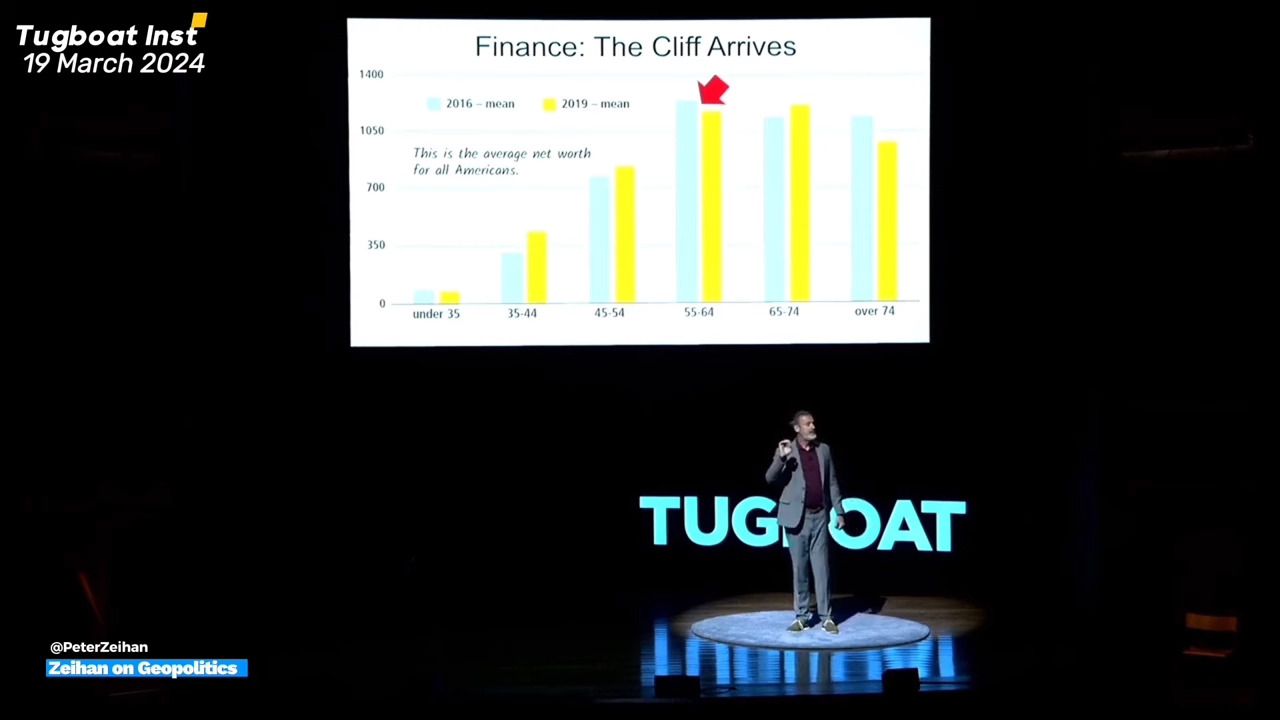 Tugboat Inst
19 March 2024
Finance: The Cliff Arrives
1400
1050
700
350
0
2016 – mean
2019 – mean
This is the average net worth
for all Americans.
under 35
35-44
45-54
55-64
65-74
over 74
TUG OAT
@PeterZeihan
Zeihan on Geopolitics